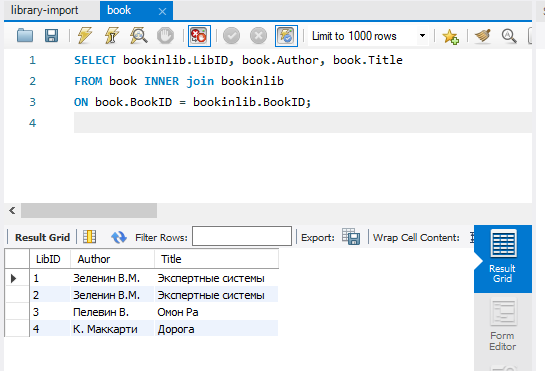 library-import book ×
Limit to 1000 rows
1 SELECT bookinlib.LibID, book.Author, book.Title
2 FROM book INNER join bookinlib
3 ON book.BookID = bookinlib.BookID;
4
Result Grid Filter Rows: Export: Wrap Cell Content:
LibID Author Title
1 Зеленин В.М. Экспертные системы
2 Зеленин В.М. Экспертные системы
3 Пелевин В. Омон Ра
4 К. Маккарти Дорога
Result
Grid
Form
Editor